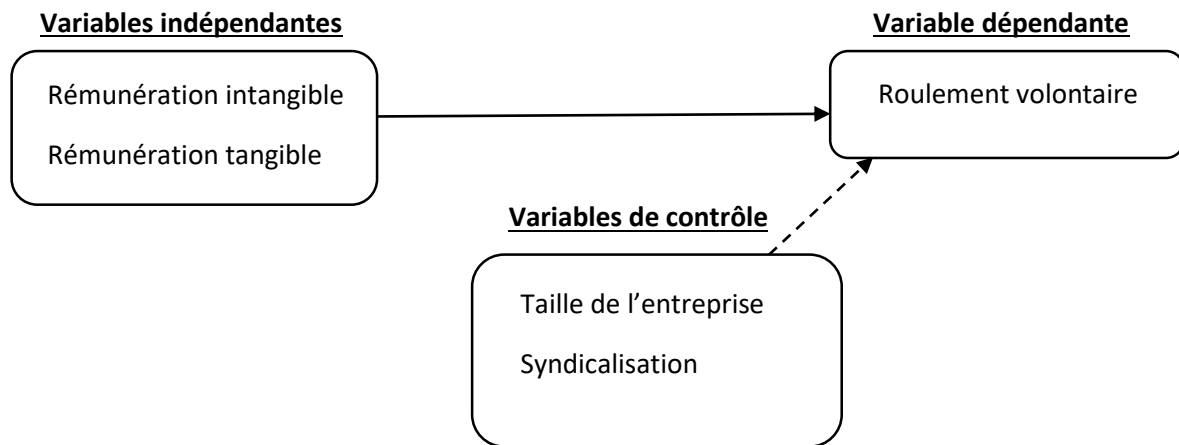 Variables indépendantes
Variable dépendante
Rémunération intangible
Rémunération tangible
Roulement volontaire
Variables de contrôle
Taille de l’entreprise
Syndicalisation